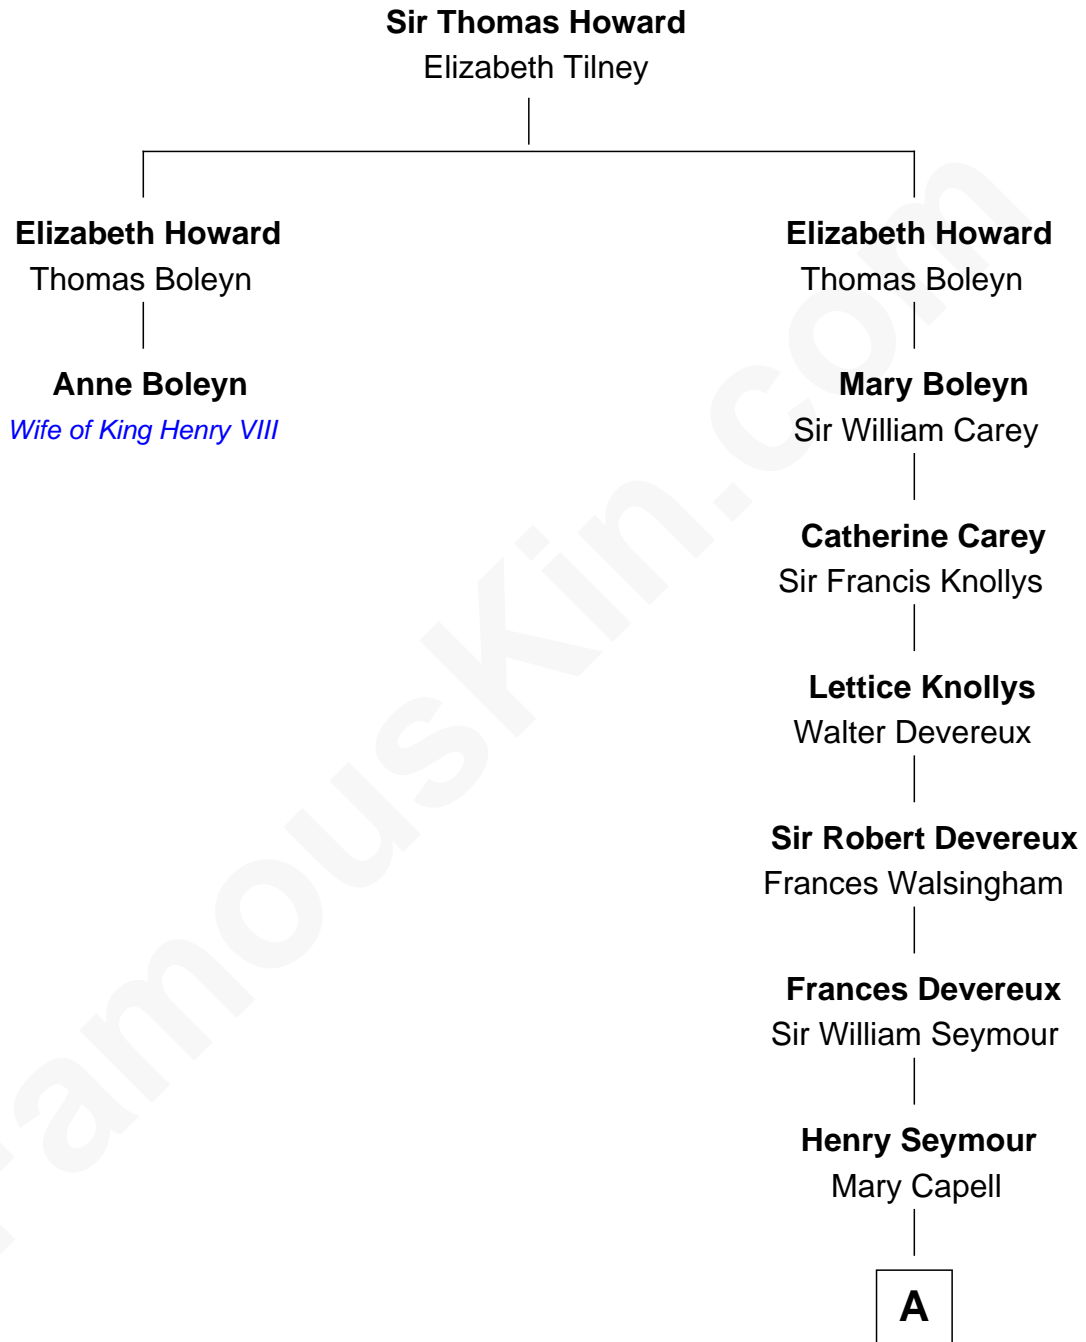 Sir Thomas Howard
Elizabeth Tilney
Elizabeth Howard
Thomas Boleyn
Anne Boleyn
Wife of King Henry VIII
Elizabeth Howard
Thomas Boleyn
Mary Boleyn
Sir William Carey
Catherine Carey
Sir Francis Knollys
Lettice Knollys
Walter Devereux
Sir Robert Devereux
Frances Walsingham
Frances Devereux
Sir William Seymour
Henry Seymour
Mary Capell
A
FamousKin.com